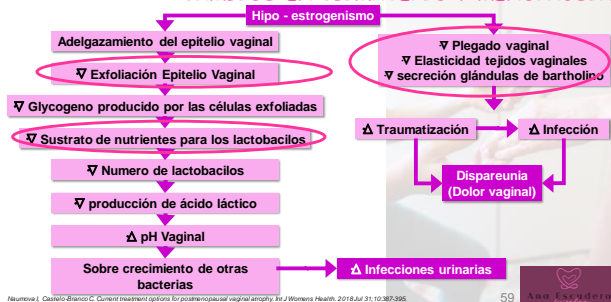 Hipo - estrogenismo
Adelgazamiento del epitelio vaginal
∇ Exfoliación Epitelio Vaginal
∇ Glycogeno producido por las células exfoliadas
∇ Sustrato de nutrientes para los lactobacilos
∇ Numero de lactobacilos
∇ producción de ácido láctico
Δ pH Vaginal
Sobre crecimiento de otras
bacterias
Δ Infecciones urinarias
∇ Plegado vaginal
∇ Elasticidad tejidos vaginales
∇ secreción glándulas de bartholino
Δ Traumatización
Δ Infección
Dispareunia
(Dolor vaginal)
Naumova I, Castelo-Branco C. Current treatment options for postmenopausal vaginal atrophy. Int J Womens Health. 2018 Jul 31;10:387-395.
59
Ana Escudero